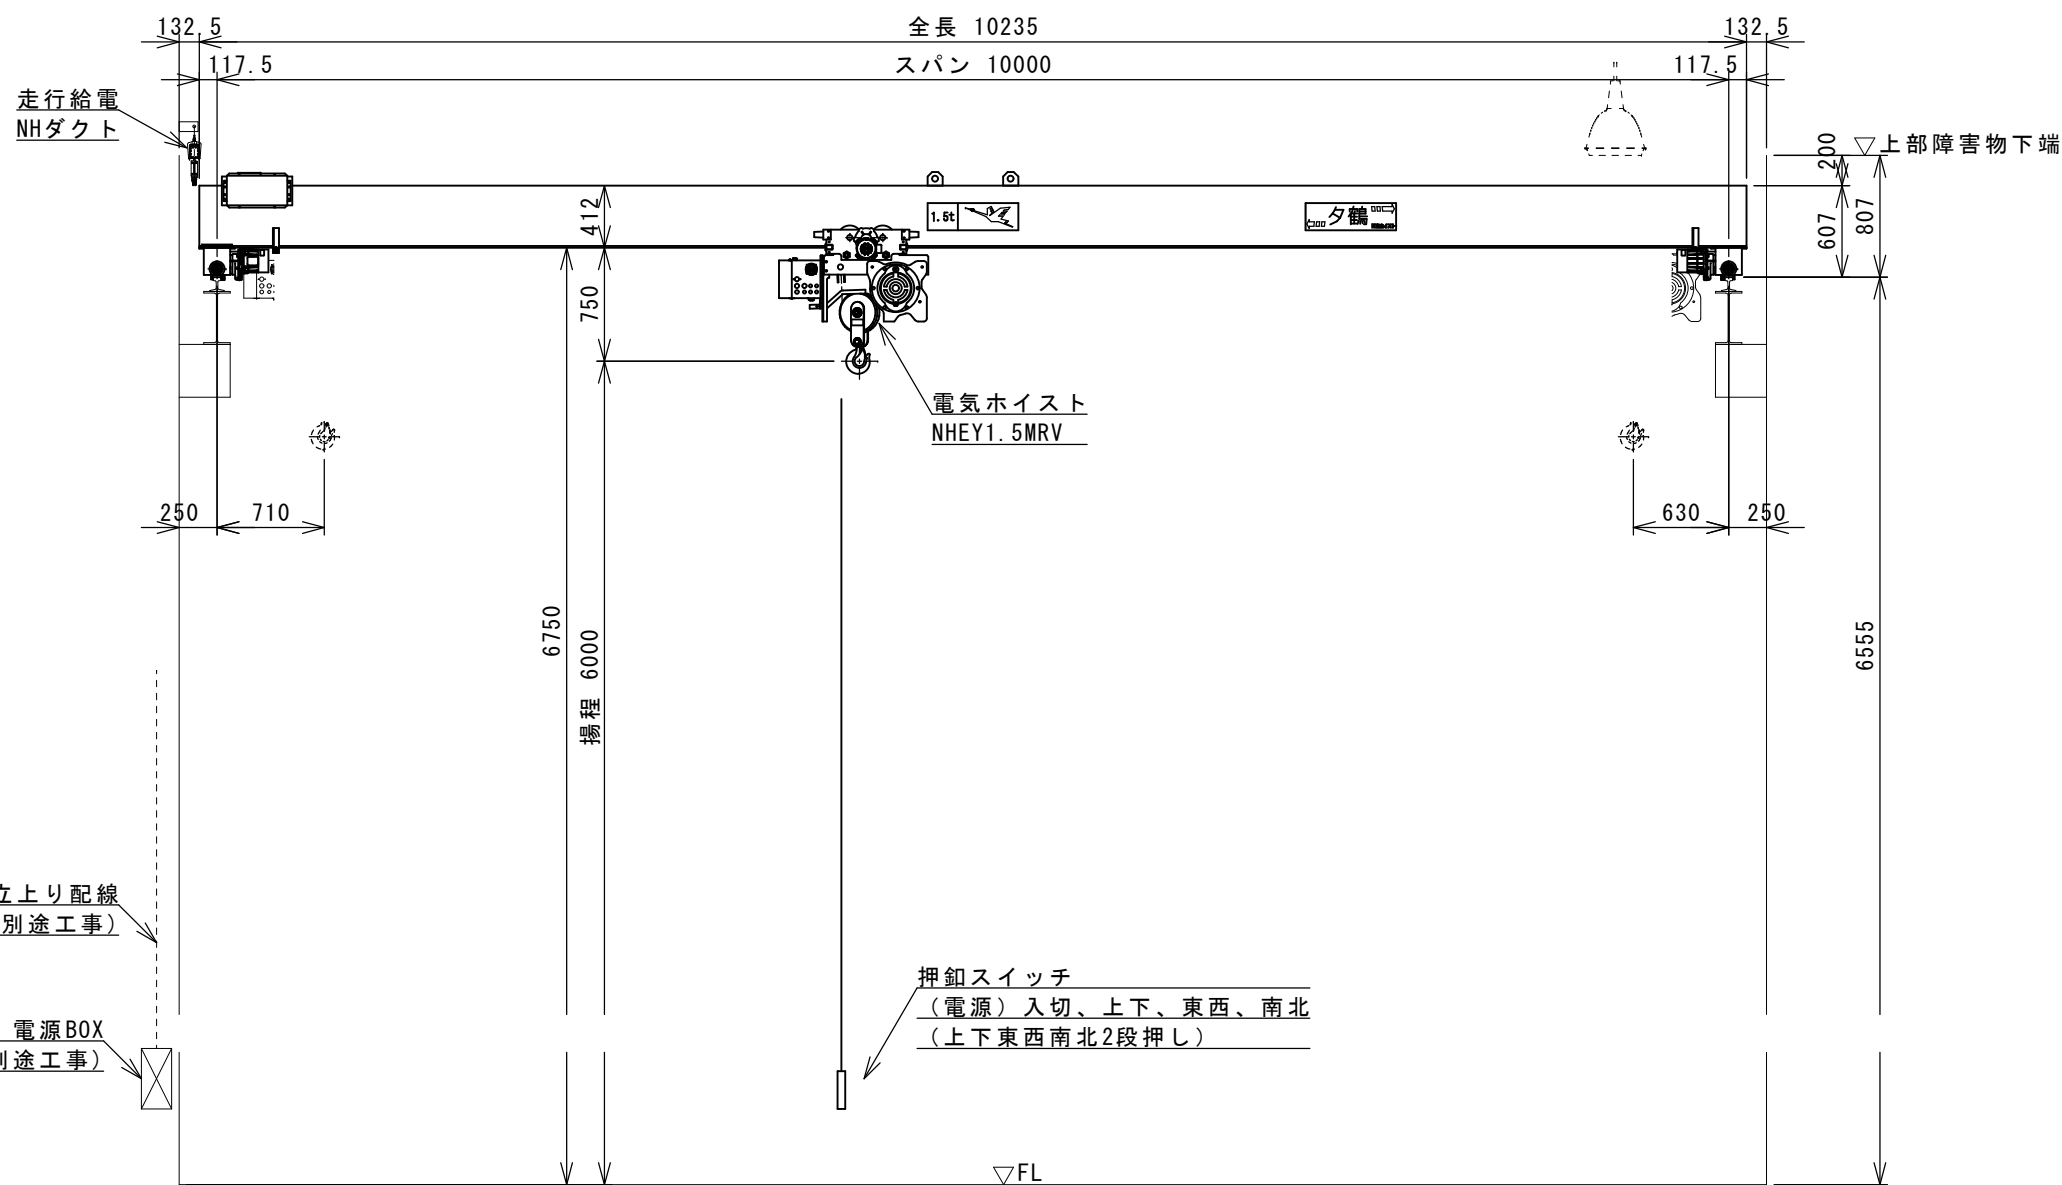 132.5
全長 10235
132.5
117.5
スパン 10000
117.5
走行給電
NHダクト
200
上部障害物下端
412
1.5t
夕鶴
607
807
750
電気ホイスト
NHEY1.5MRV
250
710
630
250
6750
揚程 6000
6555
立上り配線
別途工事）
押釦スイッチ
（電源）入切、上下、東西、南北
（上下東西南北2段押し）
電源BOX
別途工事）
FL